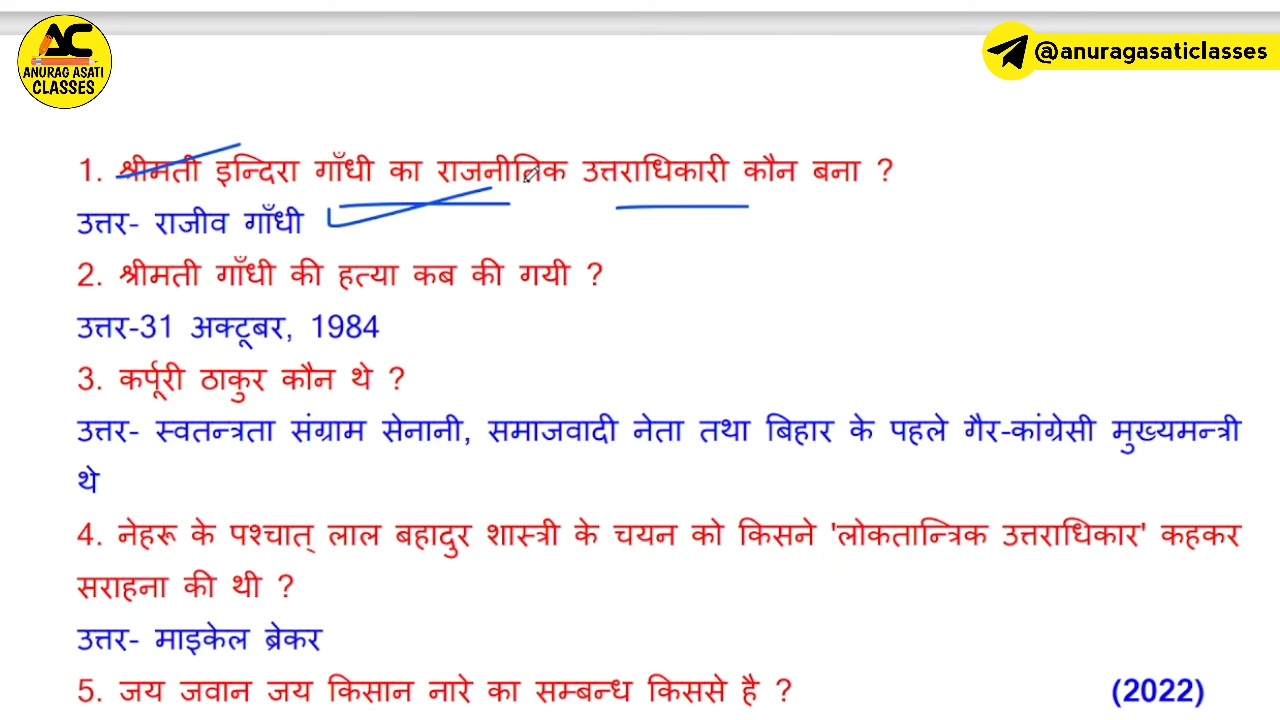 AC
ANURAG ASATI
CLASSES
@anuragasaticlasses
1. श्रीमती इन्दिरा गाँधी का राजनीतिक उत्तराधिकारी कौन बना ?
उत्तर- राजीव गाँधी
2. श्रीमती गाँधी की हत्या कब की गयी ?
उत्तर-31 अक्टूबर, 1984
3. कर्पूरी ठाकुर कौन थे ?
उत्तर- स्वतन्त्रता संग्राम सेनानी, समाजवादी नेता तथा बिहार के पहले गैर-कांग्रेसी मुख्यमन्त्री
थे
4. नेहरू के पश्चात् लाल बहादुर शास्त्री के चयन को किसने 'लोकतान्त्रिक उत्तराधिकार' कहकर
सराहना की थी ?
उत्तर- माइकेल ब्रेकर
5. जय जवान जय किसान नारे का सम्बन्ध किससे है ? (2022)